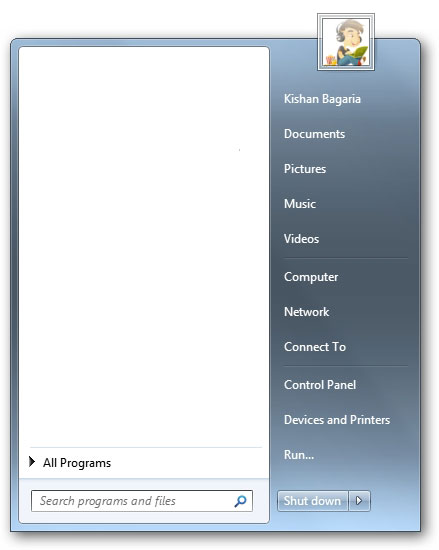 Kishan Bagaria
Documents
Pictures
Music
Videos
Computer
Network
Connect To
Control Panel
Devices and Printers
Run...
All Programs
Search programs and files
Shut down